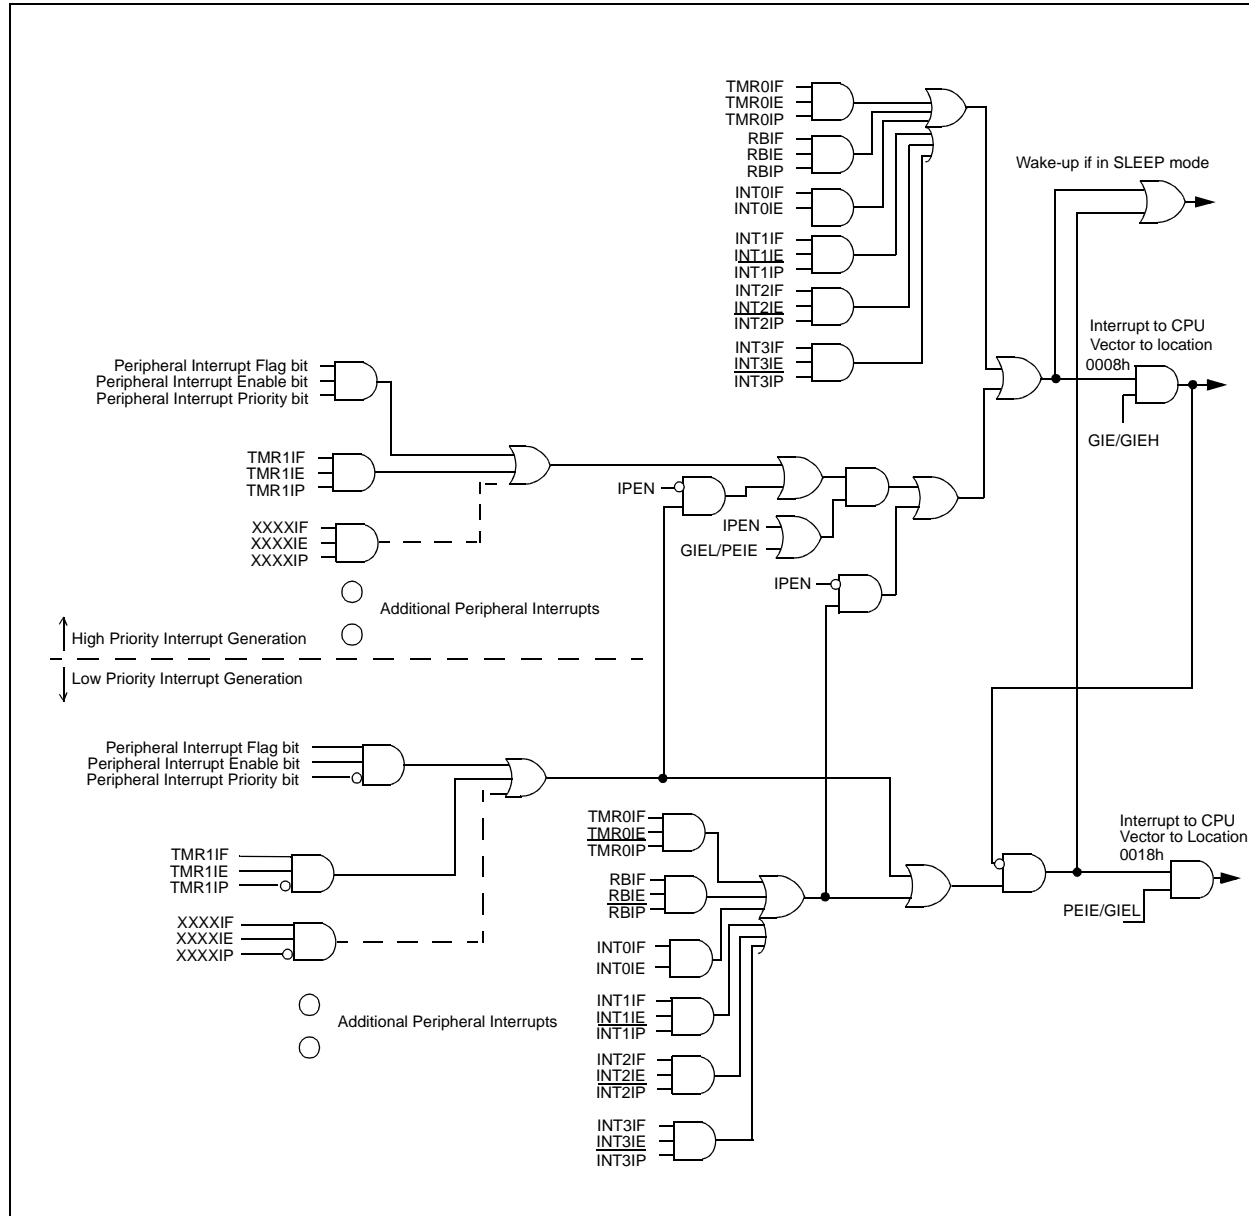 TMR0IF
TMR0IE
TMR0IP
RBIF
RBIE
RBIP
INT0IF
INT0IE
INT1IF
INT1IE
INT1IP
INT2IF
INT2IE
INT2IP
INT3IF
INT3IE
INT3IP
Wake-up if in SLEEP mode
Interrupt to CPU
Vector to location
0008h
GIE/GIEH
Peripheral Interrupt Flag bit
Peripheral Interrupt Enable bit
Peripheral Interrupt Priority bit
TMR1IF
TMR1IE
TMR1IP
XXXXIF
XXXXIE
XXXXIP
IPEN
IPEN
GIEL/PEIE
IPEN
Additional Peripheral Interrupts
High Priority Interrupt Generation
Low Priority Interrupt Generation
Peripheral Interrupt Flag bit
Peripheral Interrupt Enable bit
Peripheral Interrupt Priority bit
TMR1IF
TMR1IE
TMR1IP
XXXXIF
XXXXIE
XXXXIP
Additional Peripheral Interrupts
TMR0IF
TMR0IE
TMR0IP
RBIF
RBIE
RBIP
INT0IF
INT0IE
INT1IF
INT1IE
INT1IP
INT2IF
INT2IE
INT2IP
INT3IF
INT3IE
INT3IP
Interrupt to CPU
Vector to Location
0018h
PEIE/GIEL